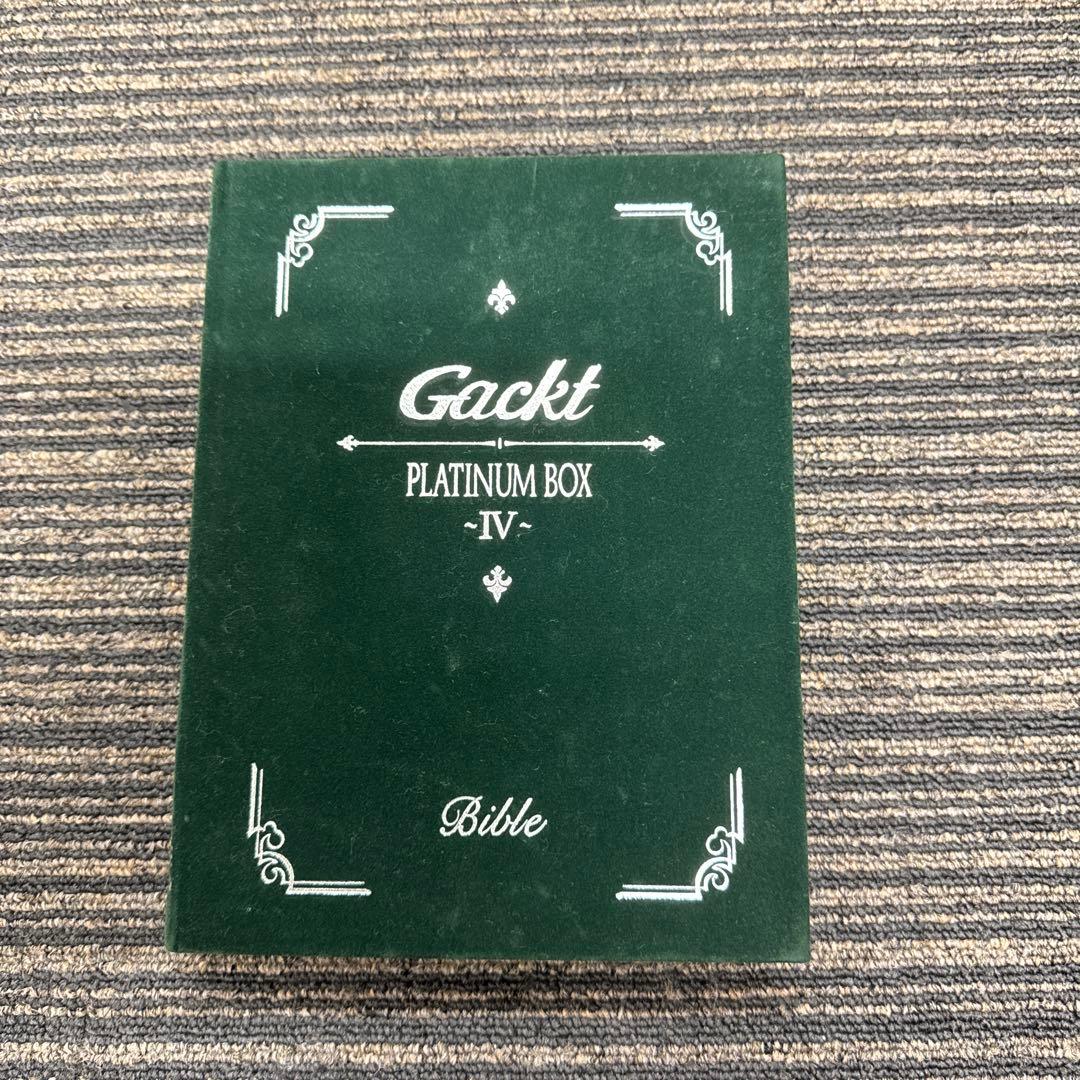 Gackt
PLATINUM BOX
~IV~
Bible